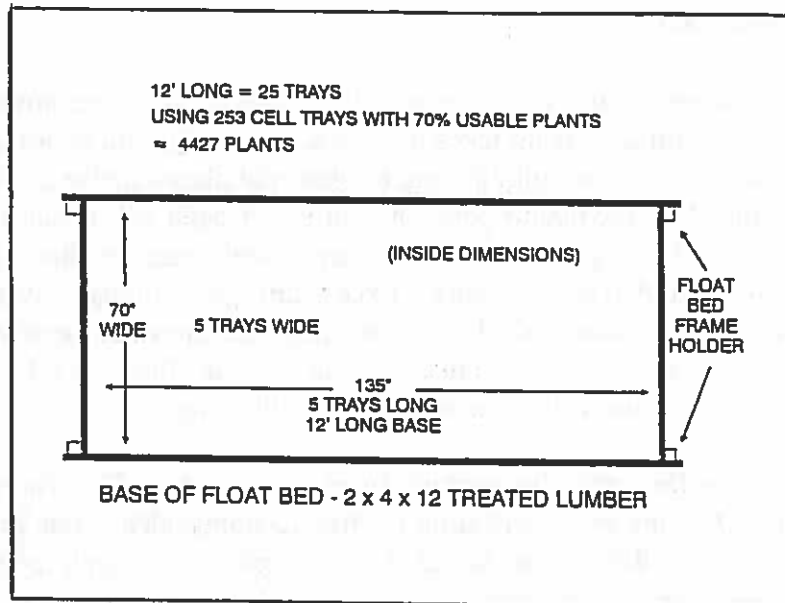 12' LONG = 25 TRAYS
USING 253 CELL TRAYS WITH 70% USABLE PLANTS
≈ 4427 PLANTS
(INSIDE DIMENSIONS)
70"
WIDE
5 TRAYS WIDE
FLOAT
BED
FRAME
HOLDER
135"
5 TRAYS LONG
12' LONG BASE
BASE OF FLOAT BED - 2 x 4 x 12 TREATED LUMBER